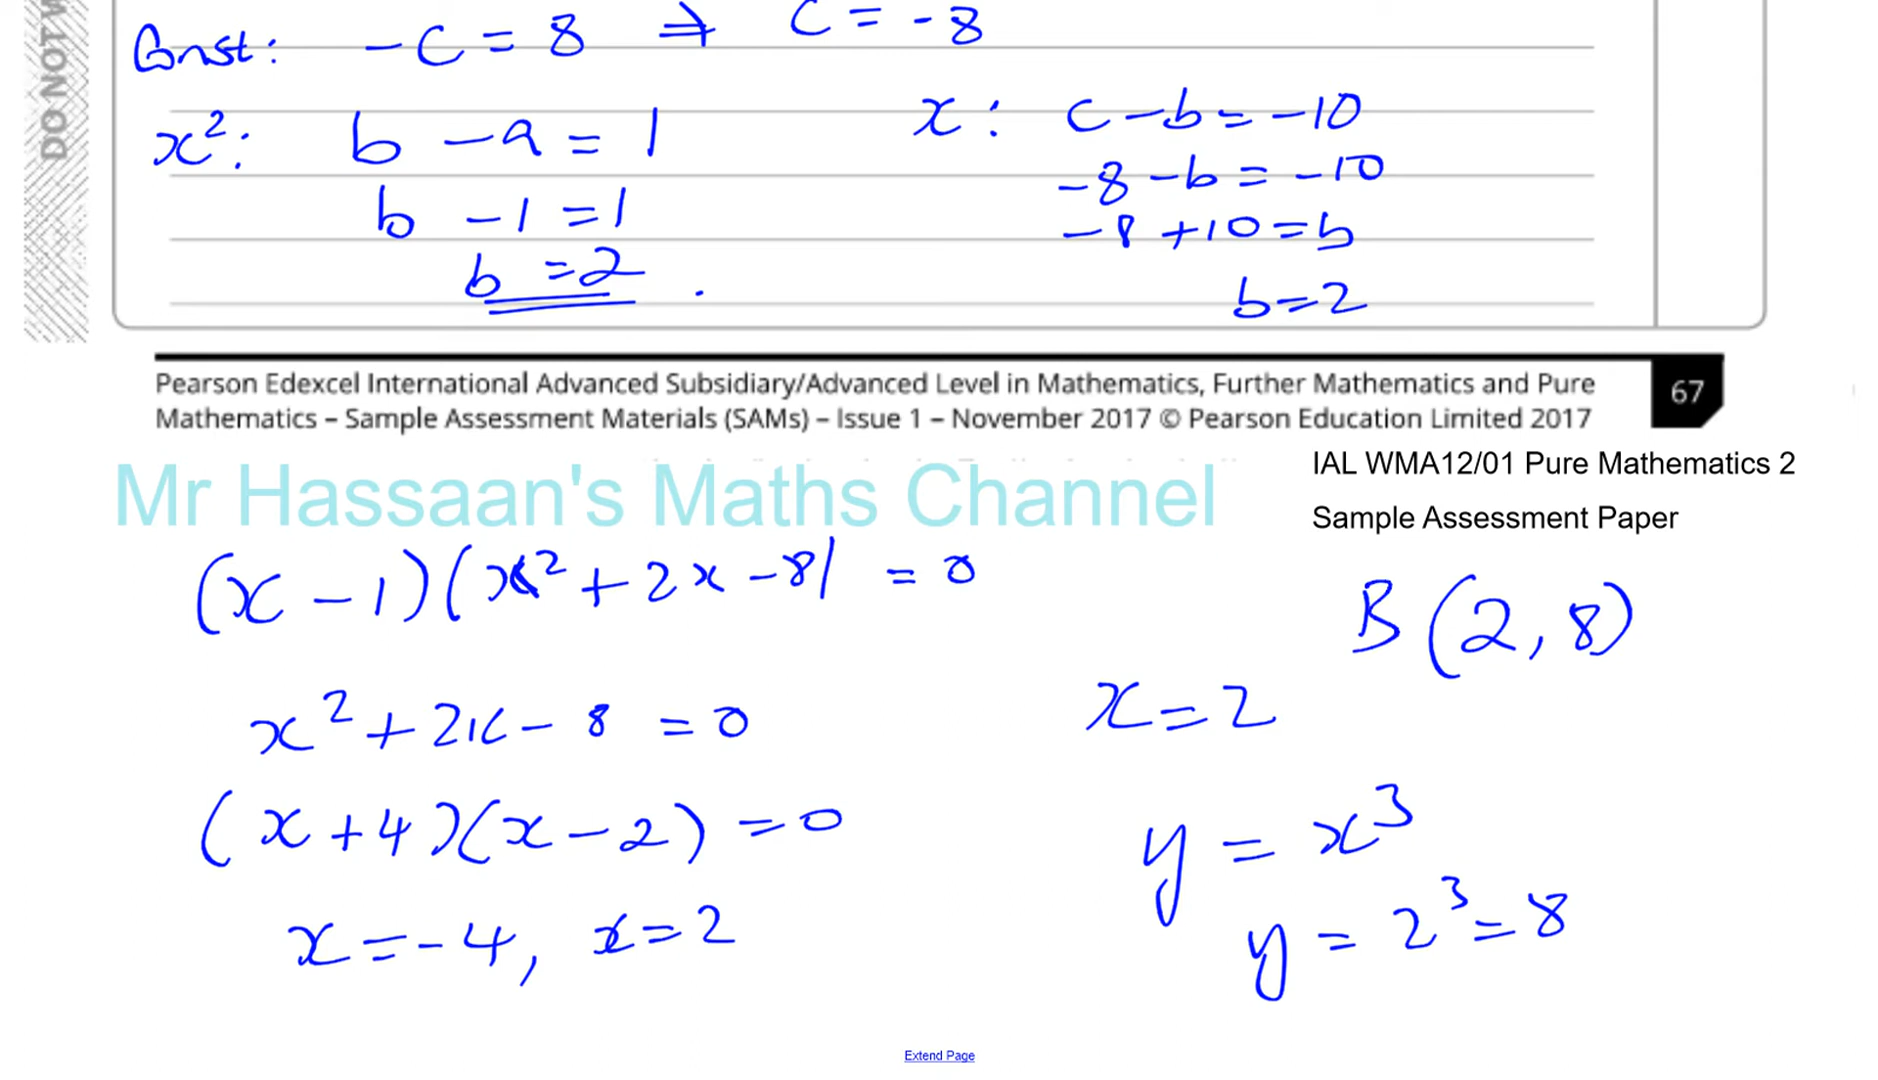 Const: -c = 8 ⇒ c = -8
x²: b - a = 1
b - 1 = 1
b = 2
x: c - b = -10
-8 - b = -10
-8 + 10 = b
b = 2
DO NOT W
Pearson Edexcel International Advanced Subsidiary/Advanced Level in Mathematics, Further Mathematics and Pure
Mathematics – Sample Assessment Materials (SAMs) – Issue 1 – November 2017 © Pearson Education Limited 2017
67
Mr Hassaan's Maths Channel
IAL WMA12/01 Pure Mathematics 2
Sample Assessment Paper
(x - 1)(x² + 2x - 8) = 0
x² + 2x - 8 = 0
(x + 4)(x - 2) = 0
x = -4, x = 2
B (2, 8)
x = 2
y = x³
y = 2³ = 8
Extend Page